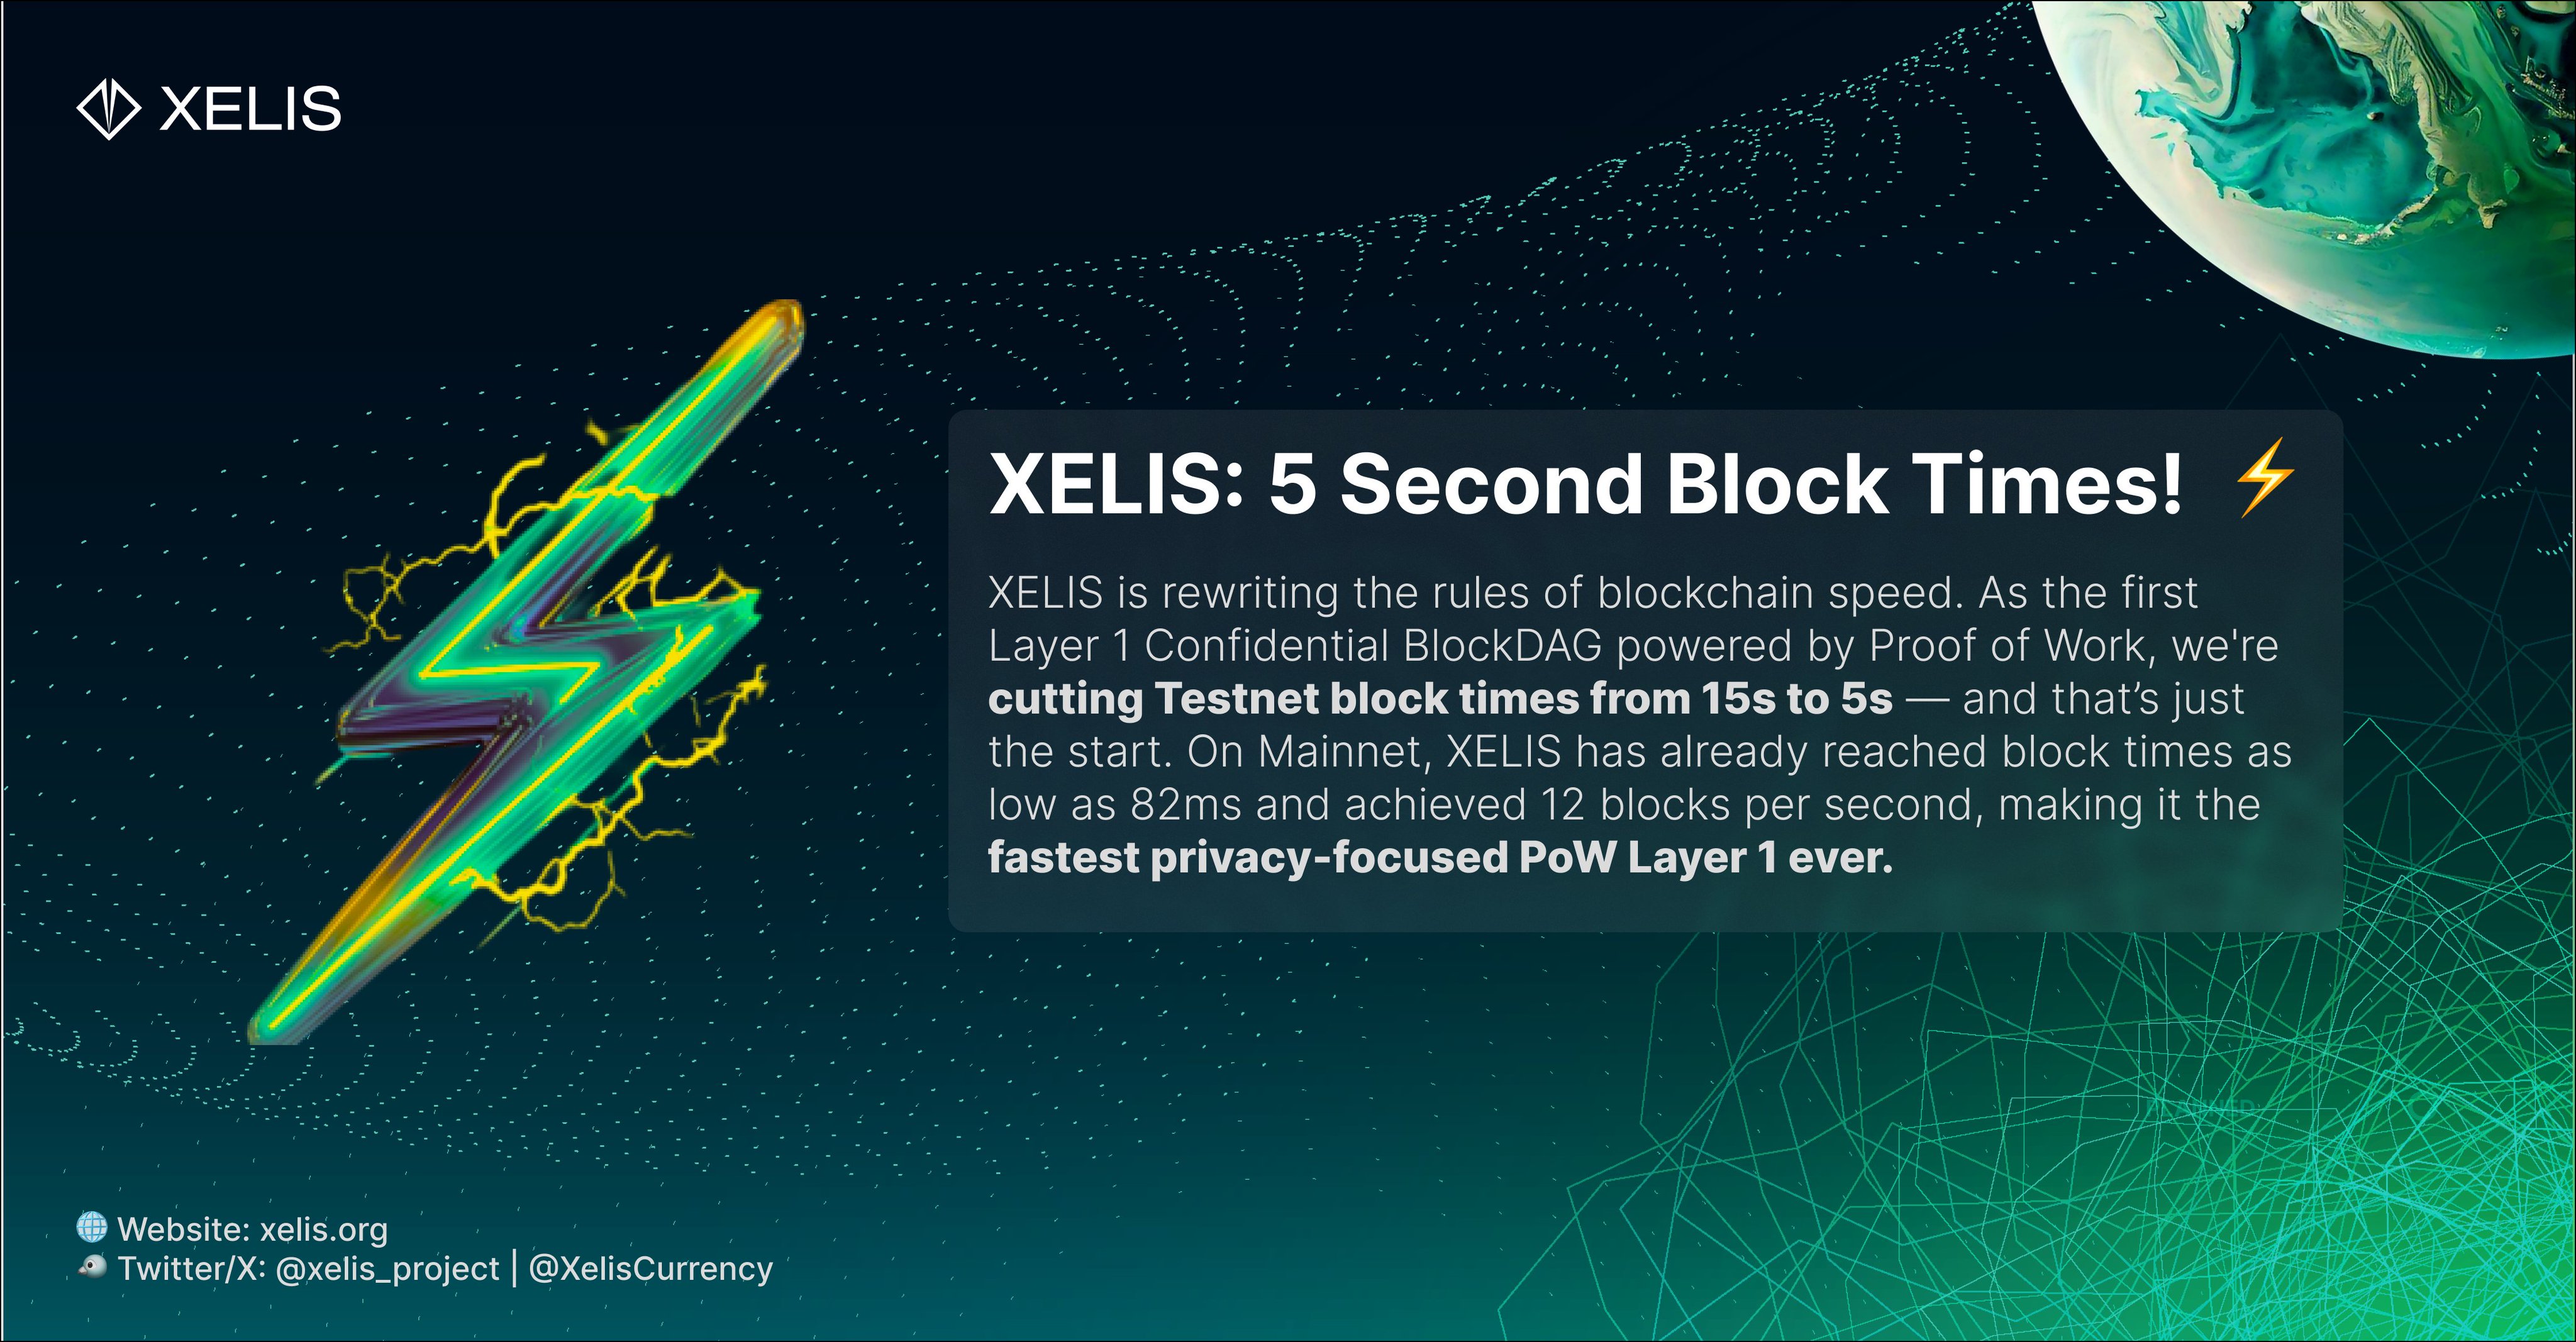 XELIS
XELIS: 5 Second Block Times! ⚡
XELIS is rewriting the rules of blockchain speed. As the first
Layer 1 Confidential BlockDAG powered by Proof of Work, we're
cutting Testnet block times from 15s to 5s — and that’s just
the start. On Mainnet, XELIS has already reached block times as
low as 82ms and achieved 12 blocks per second, making it the
fastest privacy-focused PoW Layer 1 ever.
🌐 Website: xelis.org
Twitter/X: @xelis_project | @XelisCurrency